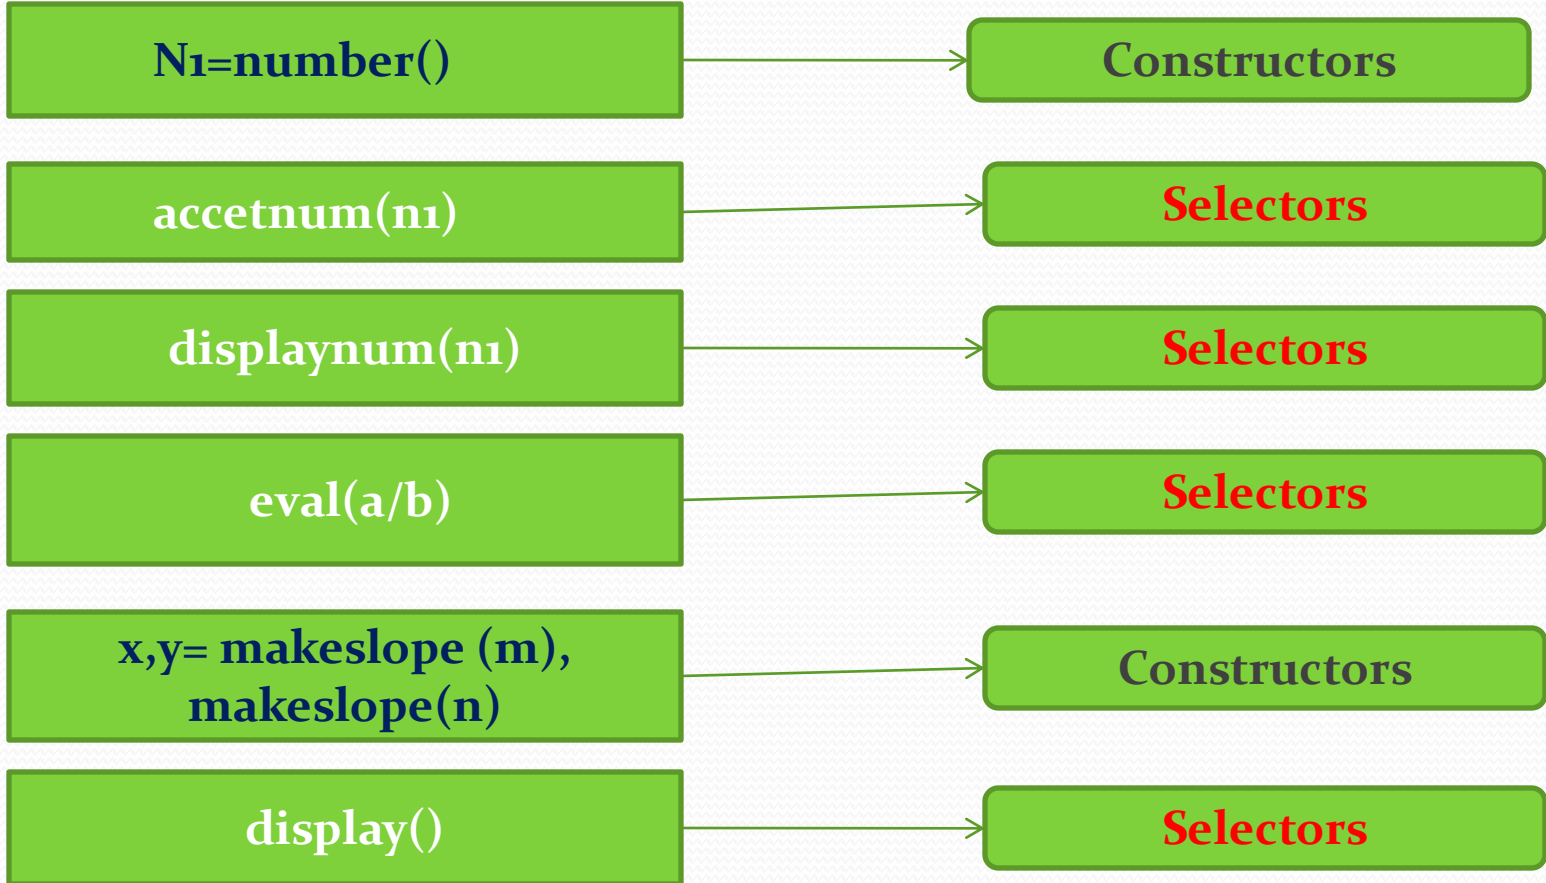 N1=number()
Constructors
accetnum(n1)
Selectors
displaynum(n1)
Selectors
eval(a/b)
Selectors
x,y= makeslope (m),
makeslope(n)
Constructors
display()
Selectors